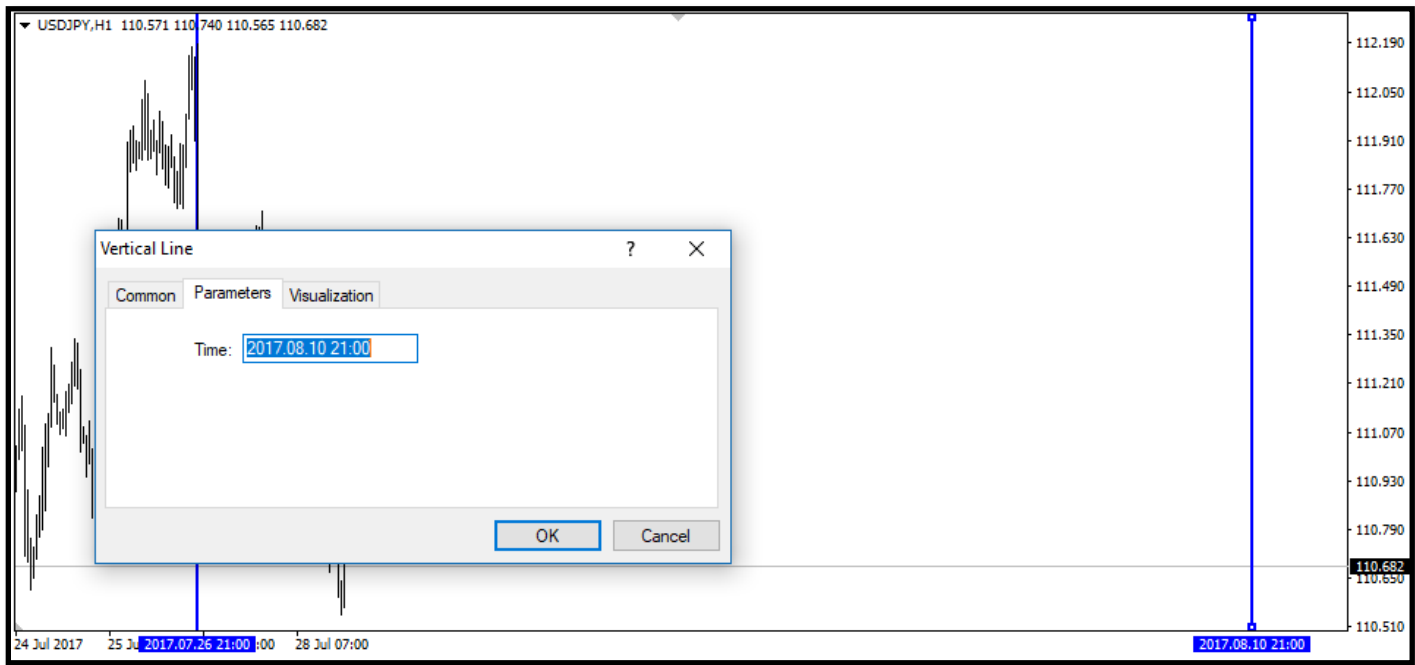 USDJPY,H1 110.571 110.740 110.565 110.682
112.190
112.050
111.910
111.770
111.630
111.490
111.350
111.210
111.070
110.930
110.790
110.682
110.650
110.510
Vertical Line
?
Common Parameters Visualization
Time: 2017.08.10 21:00
OK Cancel
24 Jul 2017 25 Ju 2017.07.26 21:00 :00 28 Jul 07:00 2017.08.10 21:00